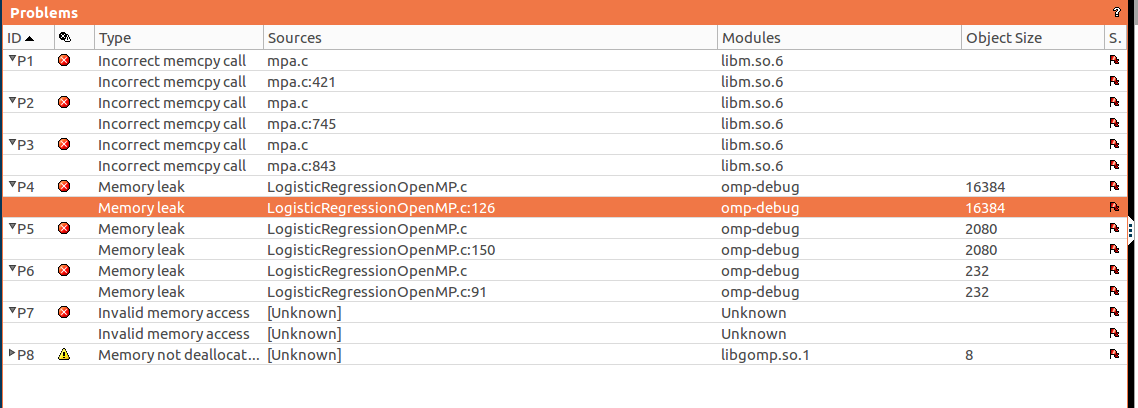 Problems ?
ID Type Sources Modules Object Size S.
P1 Incorrect memcpy call mpa.c libm.so.6
Incorrect memcpy call mpa.c:421 libm.so.6
P2 Incorrect memcpy call mpa.c libm.so.6
Incorrect memcpy call mpa.c:745 libm.so.6
P3 Incorrect memcpy call mpa.c libm.so.6
Incorrect memcpy call mpa.c:843 libm.so.6
P4 Memory leak LogisticRegressionOpenMP.c omp-debug 16384
Memory leak LogisticRegressionOpenMP.c:126 omp-debug 16384
P5 Memory leak LogisticRegressionOpenMP.c omp-debug 2080
Memory leak LogisticRegressionOpenMP.c:150 omp-debug 2080
P6 Memory leak LogisticRegressionOpenMP.c omp-debug 232
Memory leak LogisticRegressionOpenMP.c:91 omp-debug 232
P7 Invalid memory access [Unknown] Unknown
Invalid memory access [Unknown] Unknown
P8 Memory not deallocat... [Unknown] libgomp.so.1 8